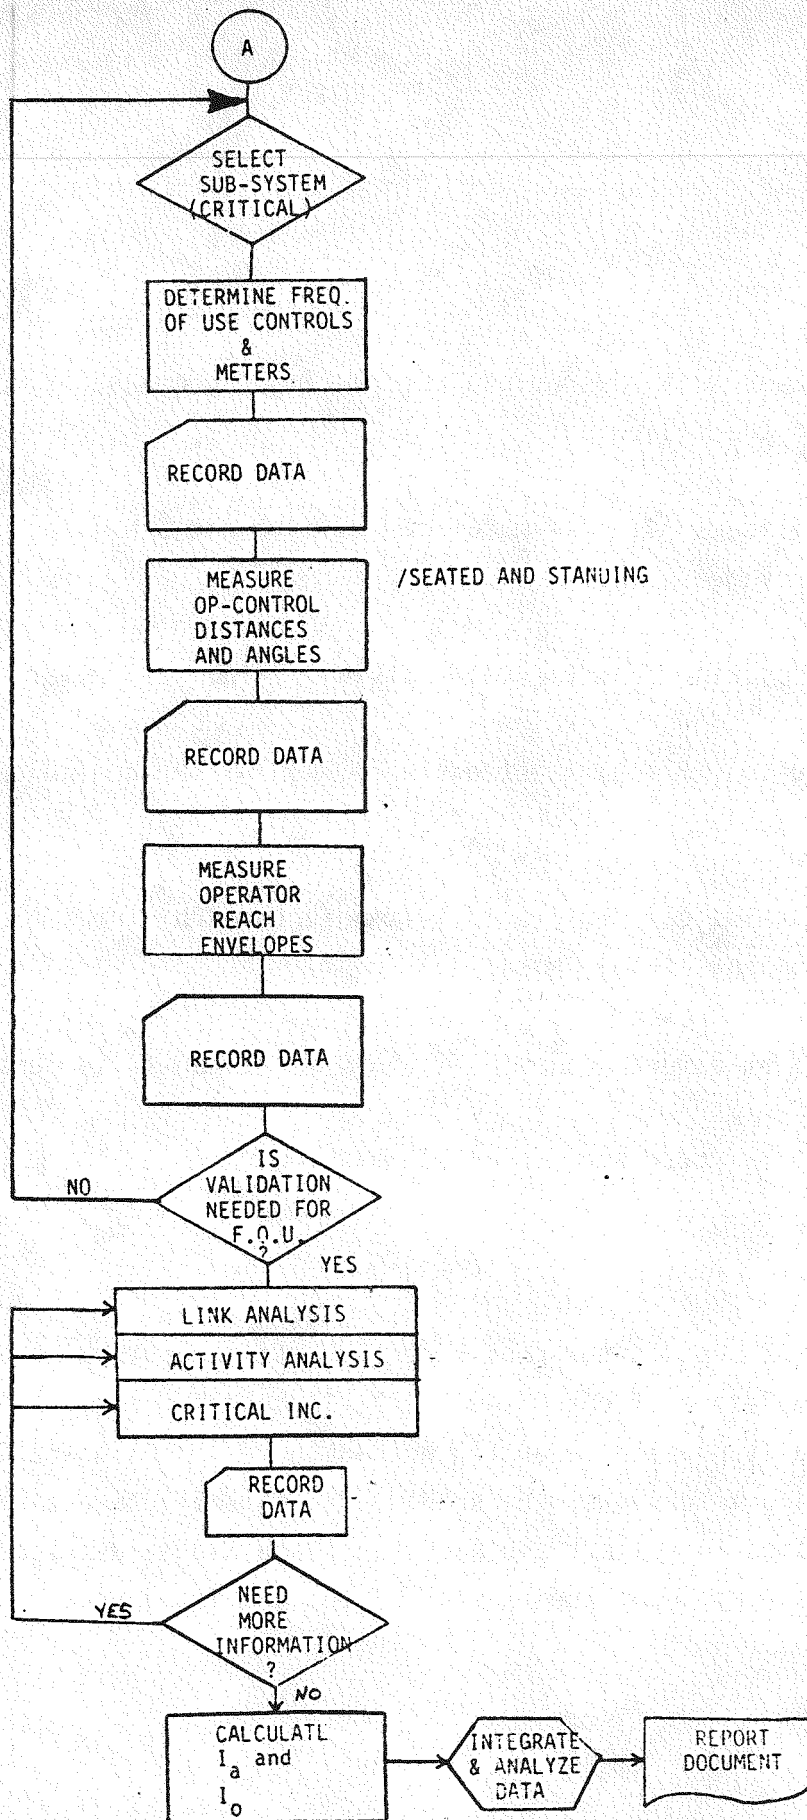 A
SELECT
SUB-SYSTEM
(CRITICAL)
DETERMINE FREQ.
OF USE CONTROLS
&
METERS
RECORD DATA
MEASURE
OP-CONTROL
DISTANCES
AND ANGLES
/SEATED AND STANDING
RECORD DATA
MEASURE
OPERATOR
REACH
ENVELOPES
RECORD DATA
IS
VALIDATION
NEEDED FOR
F.O.U.
?
NO
YES
LINK ANALYSIS
ACTIVITY ANALYSIS
CRITICAL INC.
RECORD
DATA
NEED
MORE
INFORMATION
?
YES
NO
CALCULATE
Ia and
Io
INTEGRATE
& ANALYZE
DATA
REPORT
DOCUMENT